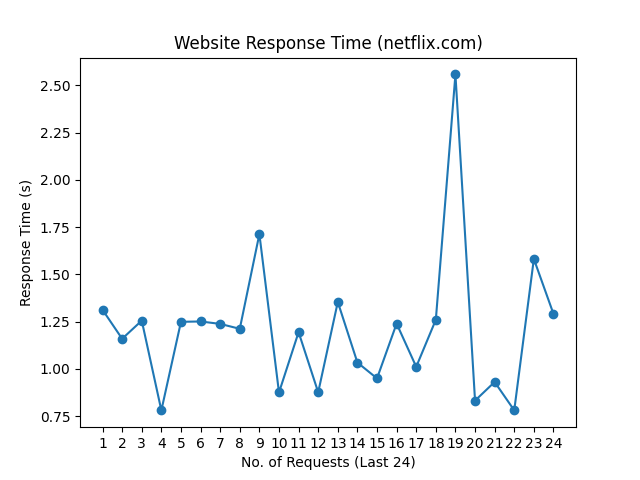 Website Response Time (netflix.com)
2.50
2.25
2.00
1.75
1.50
1.25
1.00
0.75
Response Time (s)
1 2 3 4 5 6 7 8 9 10 11 12 13 14 15 16 17 18 19 20 21 22 23 24
No. of Requests (Last 24)